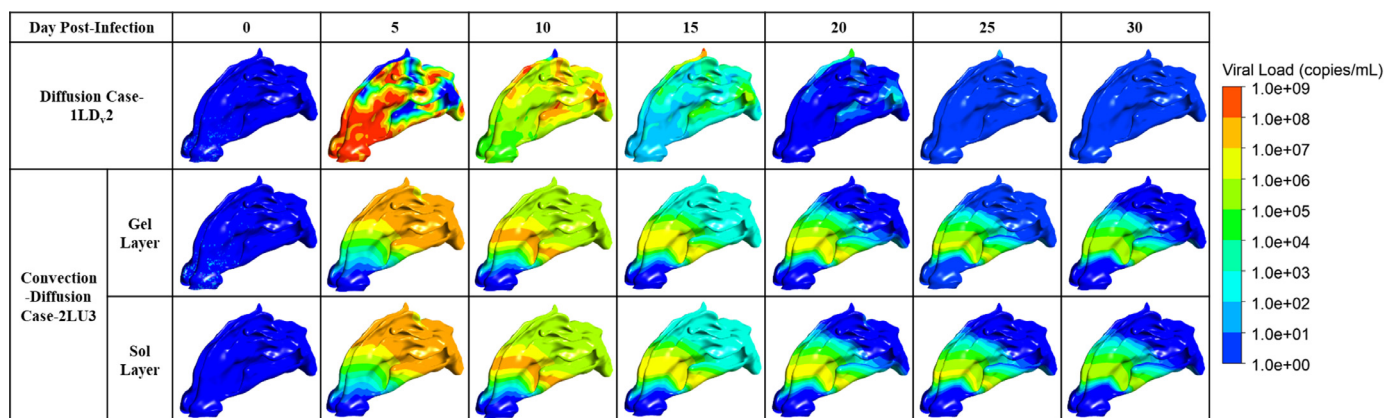 Day Post-Infection 0 5 10 15 20 25 30
Diffusion Case-
1LDv2
Convection
-Diffusion
Case-2LU3
Gel
Layer
Sol
Layer
Viral Load (copies/mL)
1.0e+09
1.0e+08
1.0e+07
1.0e+06
1.0e+05
1.0e+04
1.0e+03
1.0e+02
1.0e+01
1.0e+00